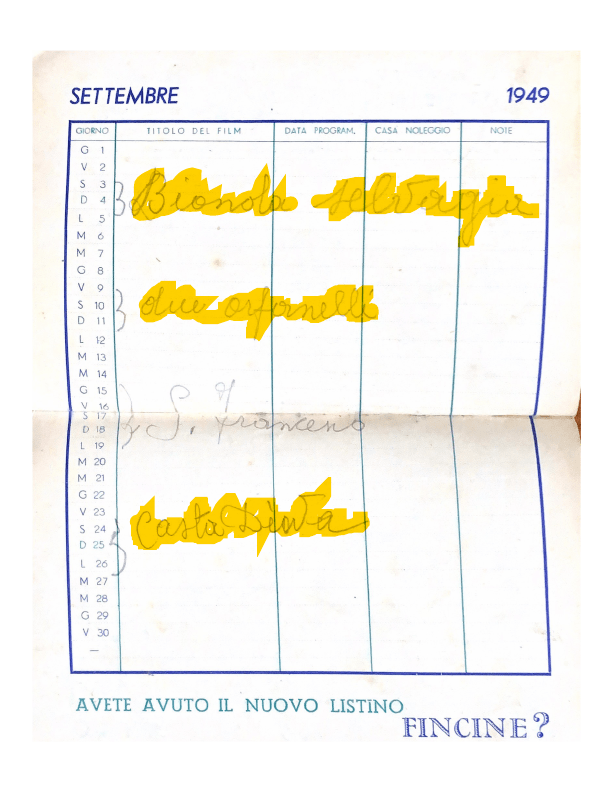 SETTEMBRE 1949
GIORNO TITOLO DEL FILM DATA PROGRAM. CASA NOLEGGIO NOTE
G 1
V 2
S 3
D 4 Bionda
L 5
M 6
M 7
G 8
V 9
S 10 due orfanelli
D 11
L 12
M 13
M 14
G 15
V 16
S 17
D 18 S. Francesco
L 19
M 20
M 21
G 22
V 23
S 24 Casta Diva
D 25
L 26
M 27
M 28
G 29
V 30
—
AVETE AVUTO IL NUOVO LISTINO
FINCINE?